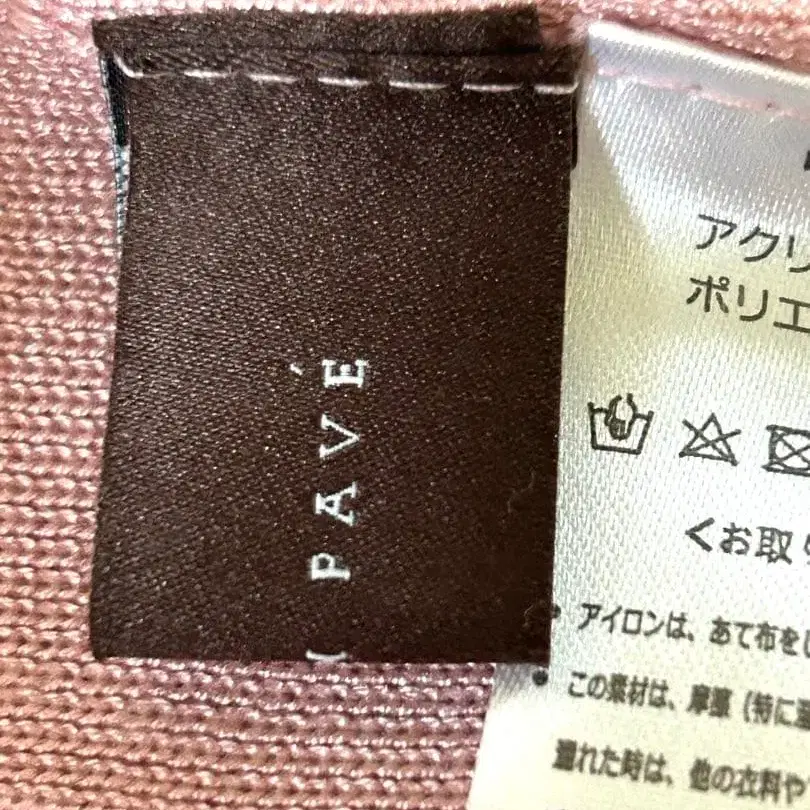 PAVÉ
アクリ
ポリエ
<お取り
• アイロンは、あて布をし
• この素材は、摩擦(特に
濡れた時は、他の衣料や